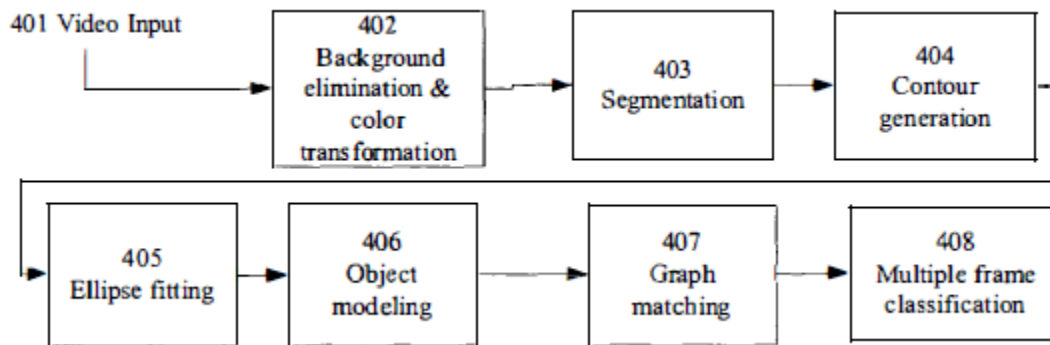 401 Video Input
402
Background
elimination &
color
transformation
403
Segmentation
404
Contour
generation
405
Ellipse fitting
406
Object
modeling
407
Graph
matching
408
Multiple frame
classification